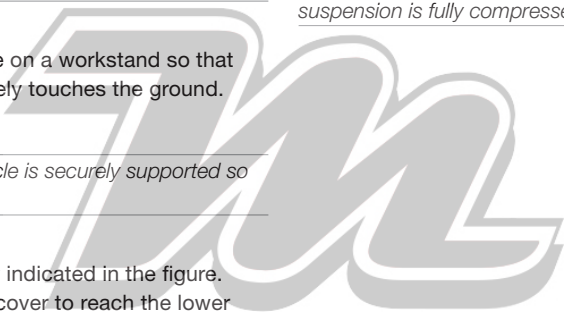 suspension is fully compresse
e on a workstand so that
ely touches the ground.
cle is securely supported so
indicated in the figure.
cover to reach the lower